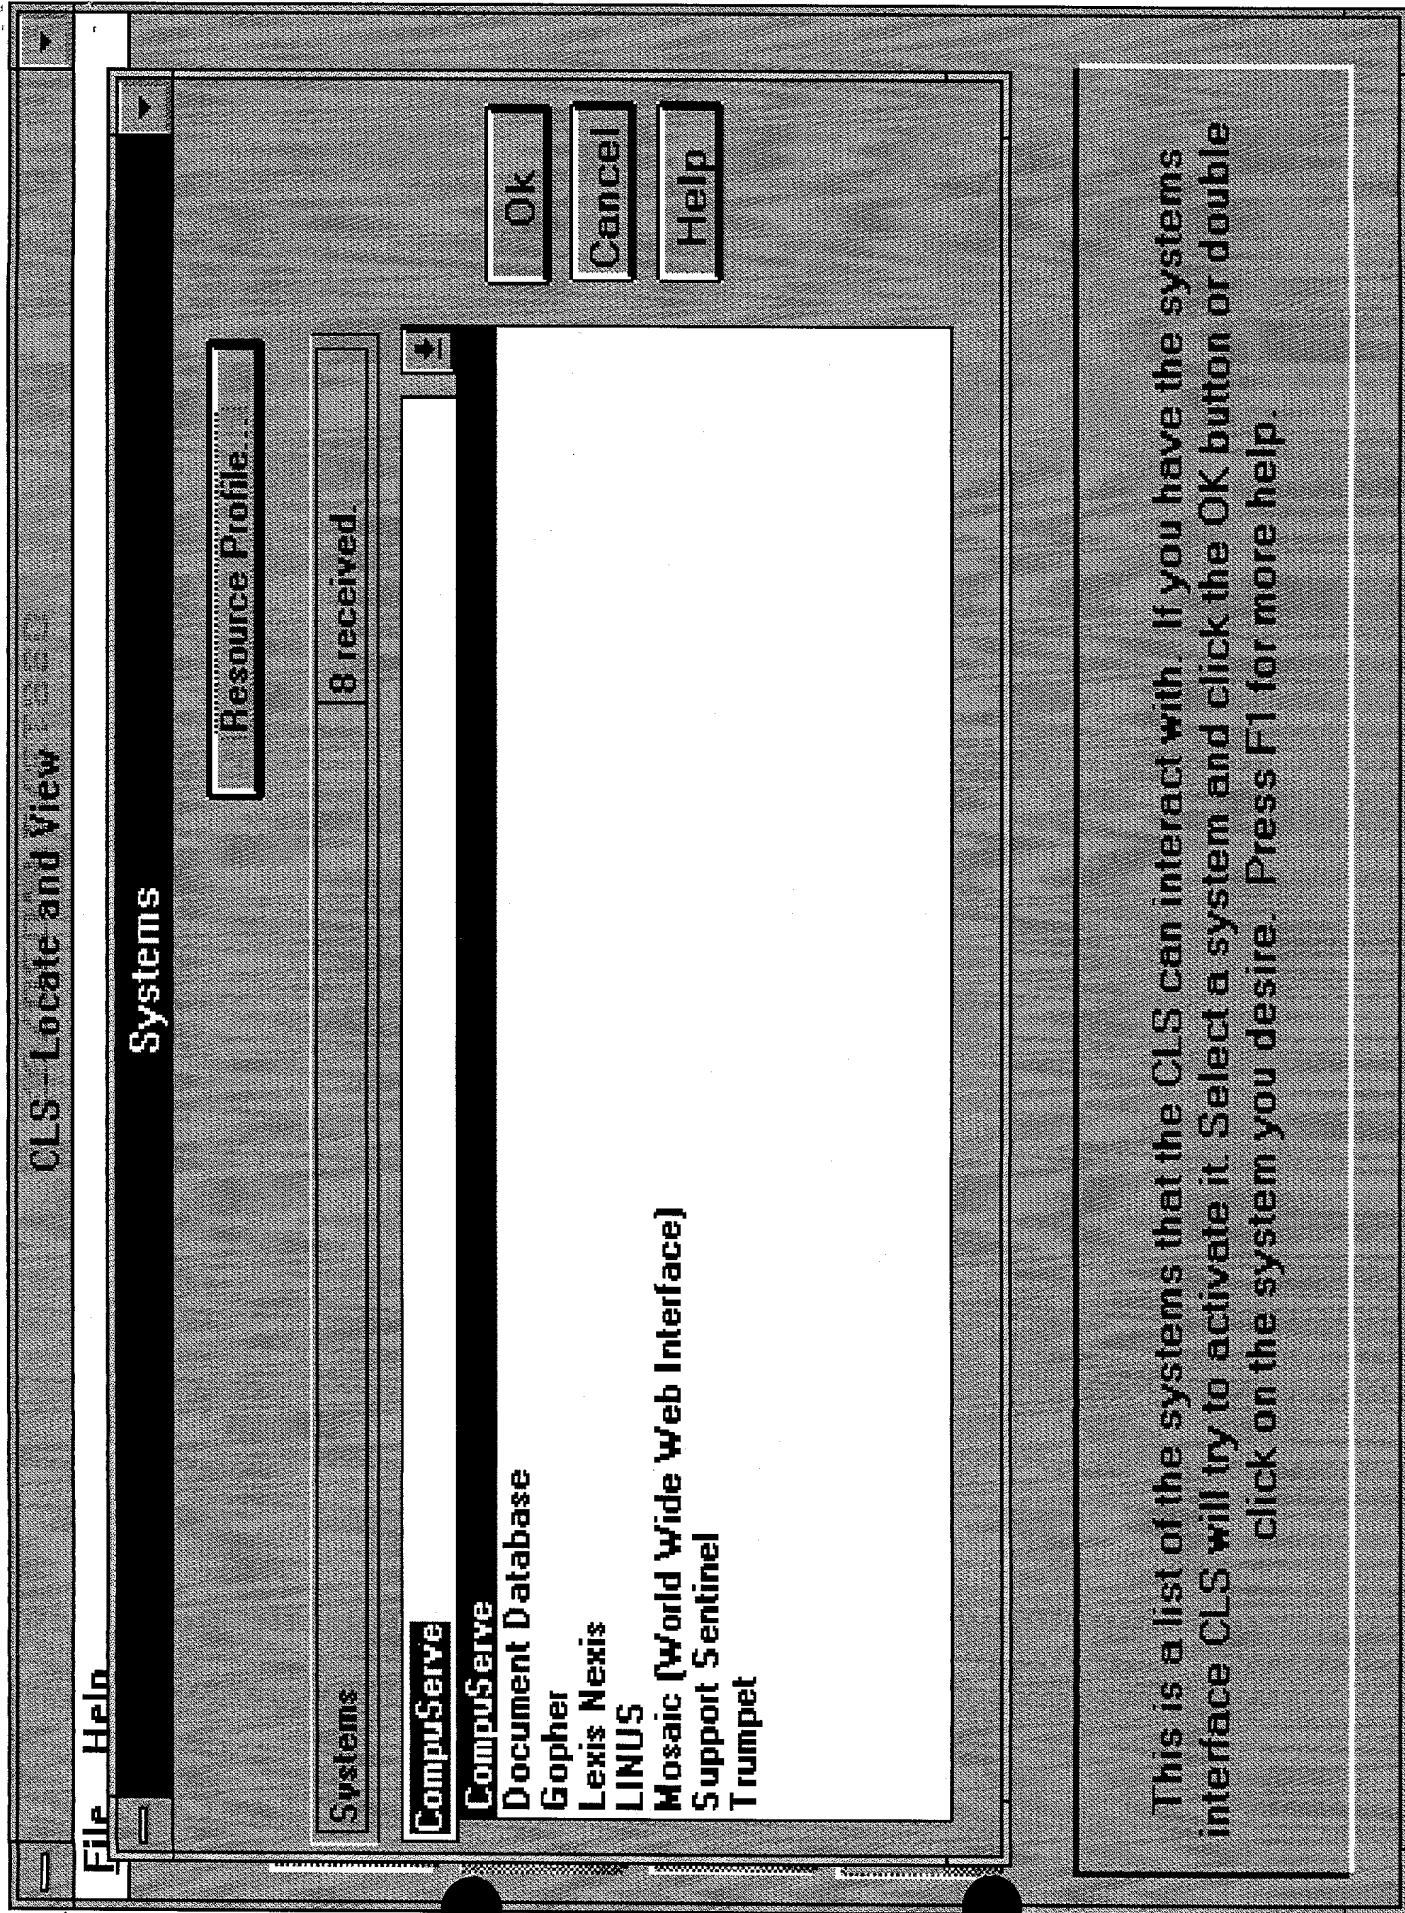 CLS - Locate and View
File Help
Systems
Resource Profile...
Systems 8 received.
CompuServe
CompuServe
Document Database
Gopher
Lexis Nexis
LINUS
Mosaic (World Wide Web Interface)
Support Sentinel
Trumpet
Ok
Cancel
Help
This is a list of the systems that the CLS can interact with. If you have the systems
interface CLS will try to activate it. Select a system and click the OK button or double
click on the system you desire. Press F1 for more help.